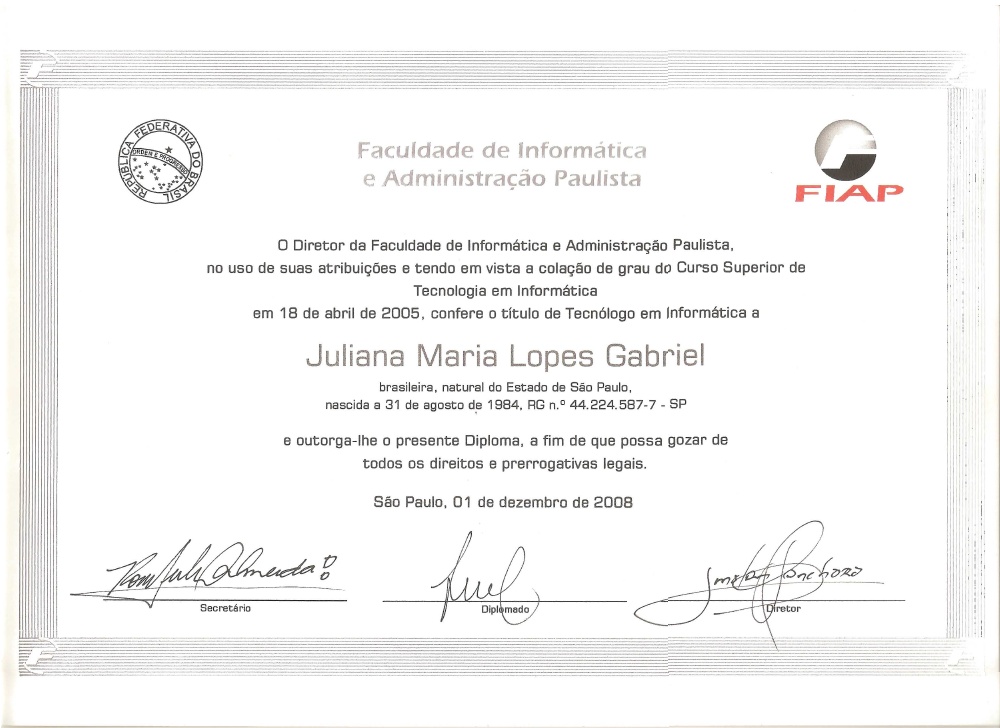 REPÚBLICA FEDERATIVA DO BRASIL
ORDEM E PROGRESSO
Faculdade de Informática
e Administração Paulista
FIAP
O Diretor da Faculdade de Informática e Administração Paulista,
no uso de suas atribuições e tendo em vista a colação de grau do Curso Superior de
Tecnologia em Informática
em 18 de abril de 2005, confere o título de Tecnólogo em Informática a
Juliana Maria Lopes Gabriel
brasileira, natural do Estado de São Paulo,
nascida a 31 de agosto de 1984, RG n.º 44.224.587-7 - SP
e outorga-lhe o presente Diploma, a fim de que possa gozar de
todos os direitos e prerrogativas legais.
São Paulo, 01 de dezembro de 2008
Almeida
Secretário
Diplomado
Diretor